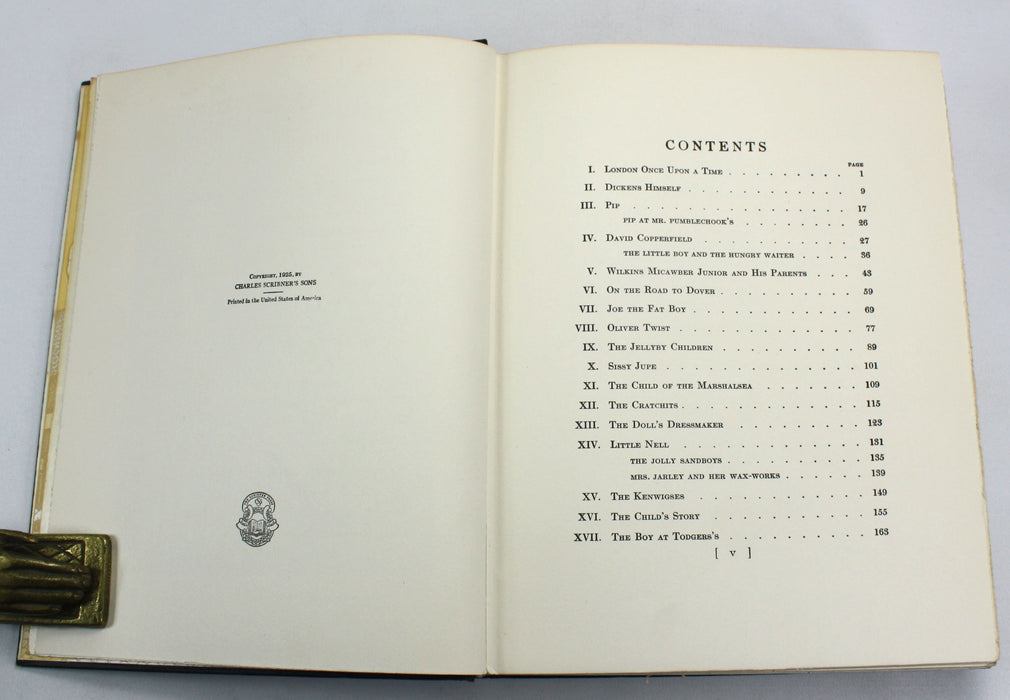 COPYRIGHT, 1925, BY
CHARLES SCRIBNER'S SONS
Printed in the United States of America
CONTENTS
PAGE
I. LONDON ONCE UPON A TIME . . . . . . . . . 1
II. DICKENS HIMSELF . . . . . . . . . . . . 9
III. PIP . . . . . . . . . . . . . . . . 17
PIP AT MR. PUMBLECHOOK'S . . . . . . . . 26
IV. DAVID COPPERFIELD . . . . . . . . . . . 27
THE LITTLE BOY AND THE HUNGRY WAITER . . . . 36
V. WILKINS MICAWBER JUNIOR AND HIS PARENTS . . . 43
VI. ON THE ROAD TO DOVER . . . . . . . . . . 59
VII. JOE THE FAT BOY . . . . . . . . . . . . 69
VIII. OLIVER TWIST . . . . . . . . . . . . . 77
IX. THE JELLYBY CHILDREN . . . . . . . . . . 89
X. SISSY JUPE . . . . . . . . . . . . . . 101
XI. THE CHILD OF THE MARSHALSEA . . . . . . . 109
XII. THE CRATCHITS . . . . . . . . . . . . . 115
XIII. THE DOLL'S DRESSMAKER . . . . . . . . . 123
XIV. LITTLE NELL . . . . . . . . . . . . . 131
THE JOLLY SANDBOYS . . . . . . . . . . 135
MRS. JARLEY AND HER WAX-WORKS . . . . . . 139
XV. THE KENWIGSES . . . . . . . . . . . . 149
XVI. THE CHILD'S STORY . . . . . . . . . . . 155
XVII. THE BOY AT TODGERS'S . . . . . . . . . . 163
[ v ]